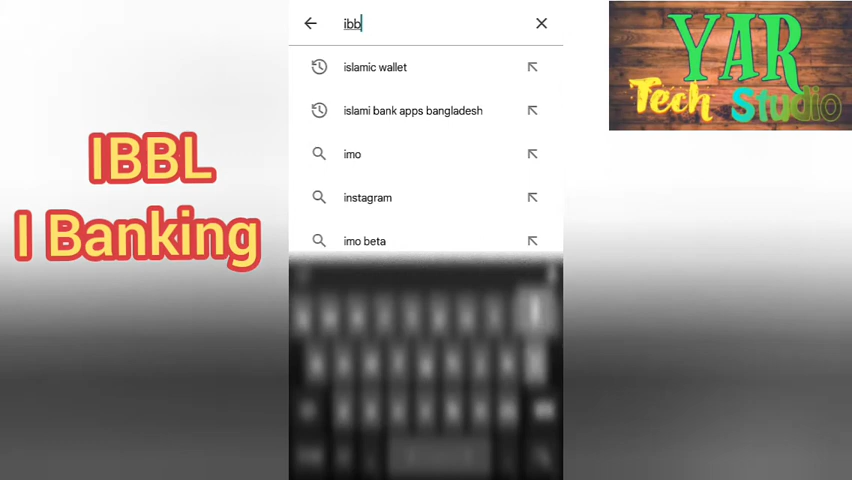 ibb
islamic wallet
islami bank apps bangladesh
imo
instagram
imo beta
IBBL
I Banking
YAR
Tech Studio